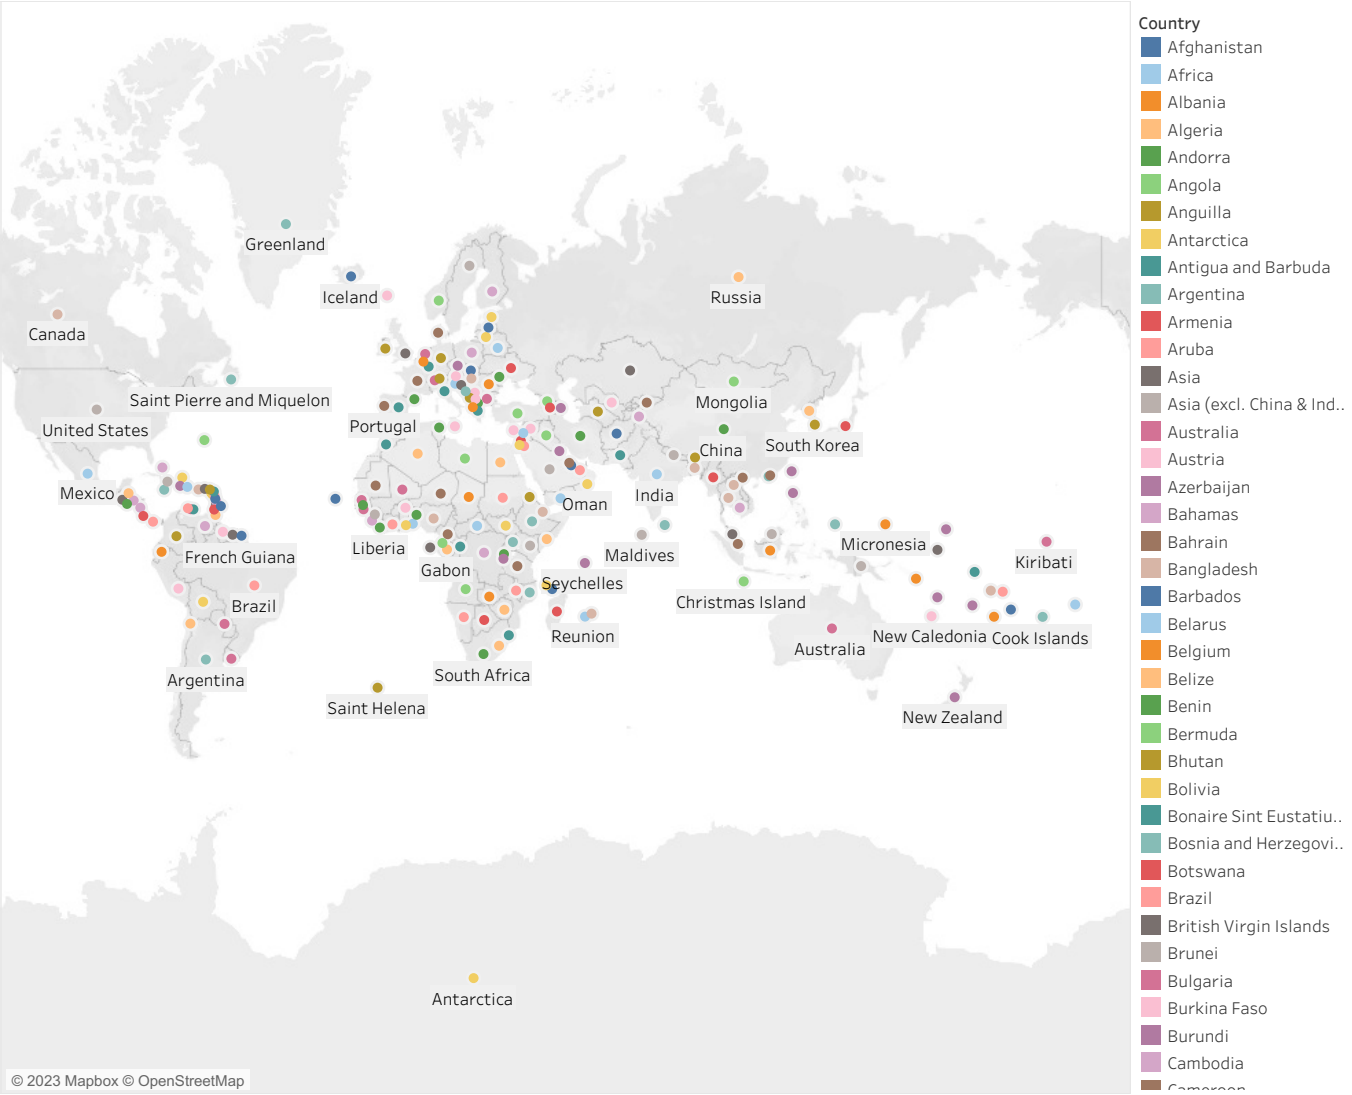 Greenland
Iceland
Russia
Canada
Saint Pierre and Miquelon
United States
Mongolia
Portugal
South Korea
China
Mexico
India
Oman
Liberia
Micronesia
Maldives
French Guiana
Gabon
Kiribati
Seychelles
Christmas Island
Brazil
Reunion
New Caledonia
Cook Islands
Australia
South Africa
Argentina
Saint Helena
New Zealand
Antarctica
© 2023 Mapbox © OpenStreetMap
Country
Afghanistan
Africa
Albania
Algeria
Andorra
Angola
Anguilla
Antarctica
Antigua and Barbuda
Argentina
Armenia
Aruba
Asia
Asia (excl. China & Ind..
Australia
Austria
Azerbaijan
Bahamas
Bahrain
Bangladesh
Barbados
Belarus
Belgium
Belize
Benin
Bermuda
Bhutan
Bolivia
Bonaire Sint Eustatiu..
Bosnia and Herzegovi..
Botswana
Brazil
British Virgin Islands
Brunei
Bulgaria
Burkina Faso
Burundi
Cambodia
Cameroon